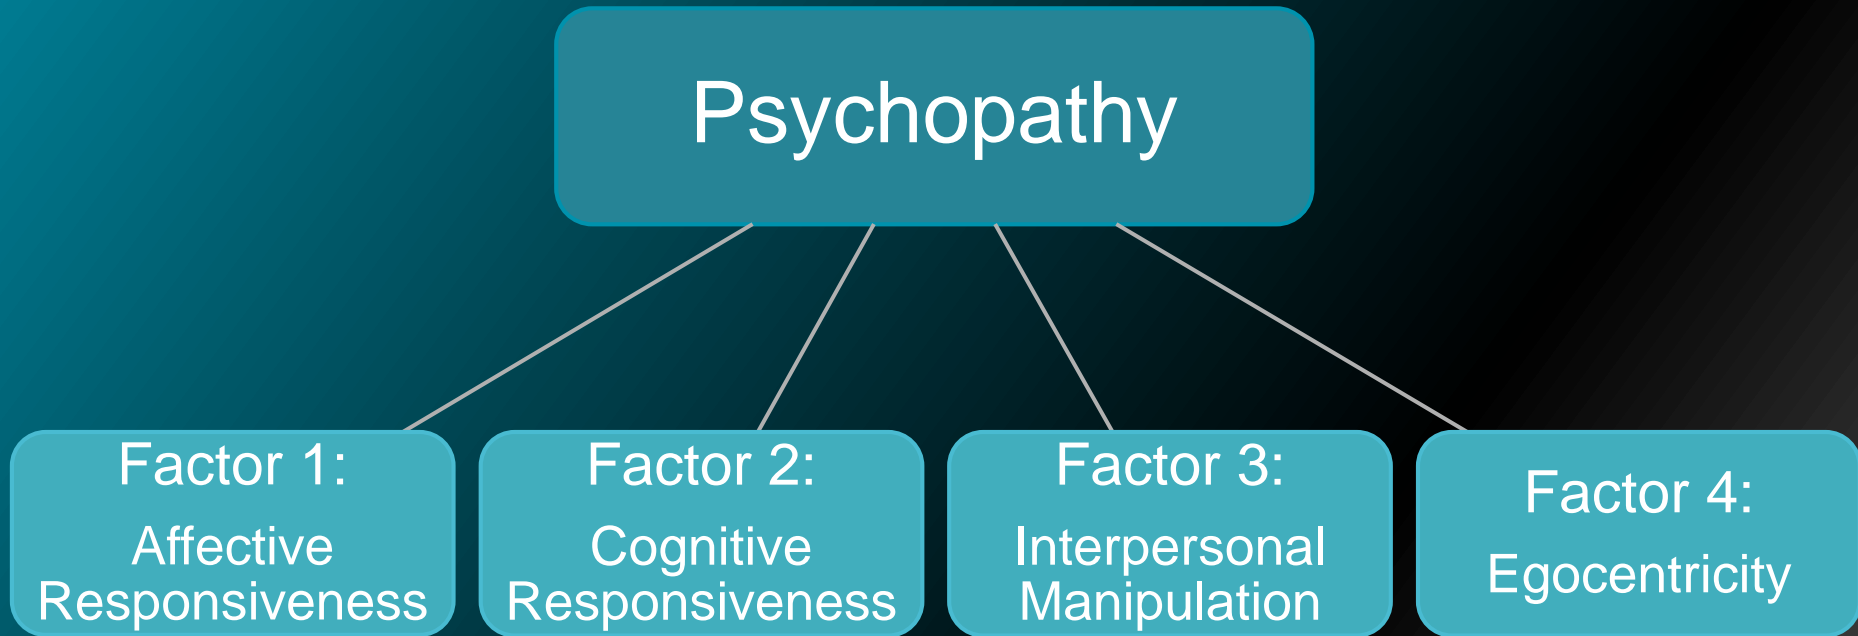 Psychopathy
Factor 1:
Affective
Responsiveness
Factor 2:
Cognitive
Responsiveness
Factor 3:
Interpersonal
Manipulation
Factor 4:
Egocentricity